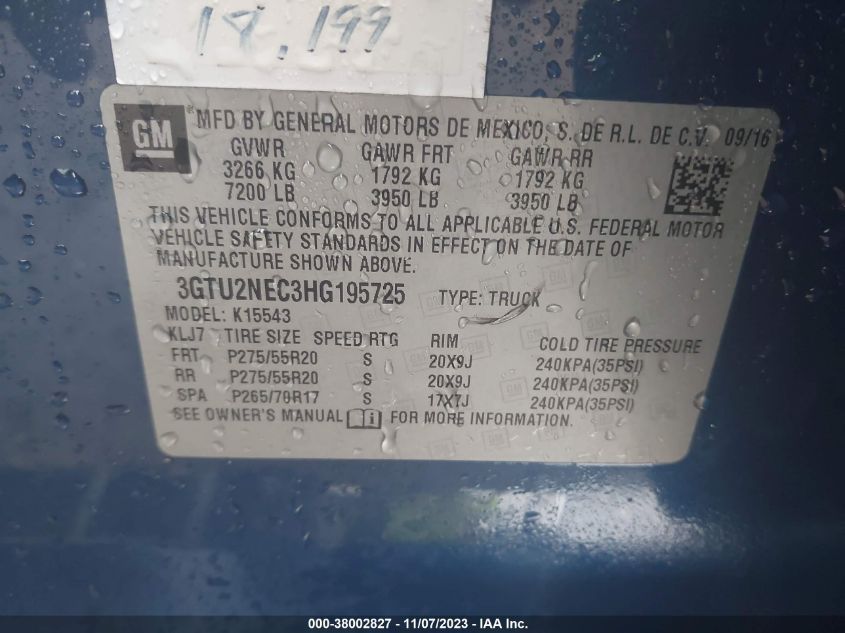 18,199
GM ® MFD BY GENERAL MOTORS DE MEXICO, S. DE R.L. DE C.V. 09/16
GVWR GAWR FRT GAWR RR
3266 KG 1792 KG 1792 KG
7200 LB 3950 LB 3950 LB
THIS VEHICLE CONFORMS TO ALL APPLICABLE U.S. FEDERAL MOTOR
VEHICLE SAFETY STANDARDS IN EFFECT ON THE DATE OF
MANUFACTURE SHOWN ABOVE.
3GTU2NEC3HG195725 TYPE: TRUCK
MODEL: K15543
KLJ7 TIRE SIZE SPEED RTG RIM COLD TIRE PRESSURE
FRT P275/55R20 S 20X9J 240KPA(35PSI)
RR P275/55R20 S 20X9J 240KPA(35PSI)
SPA P265/70R17 S 17X7J 240KPA(35PSI)
SEE OWNER'S MANUAL i FOR MORE INFORMATION.
000-38002827 - 11/07/2023 - IAA Inc.